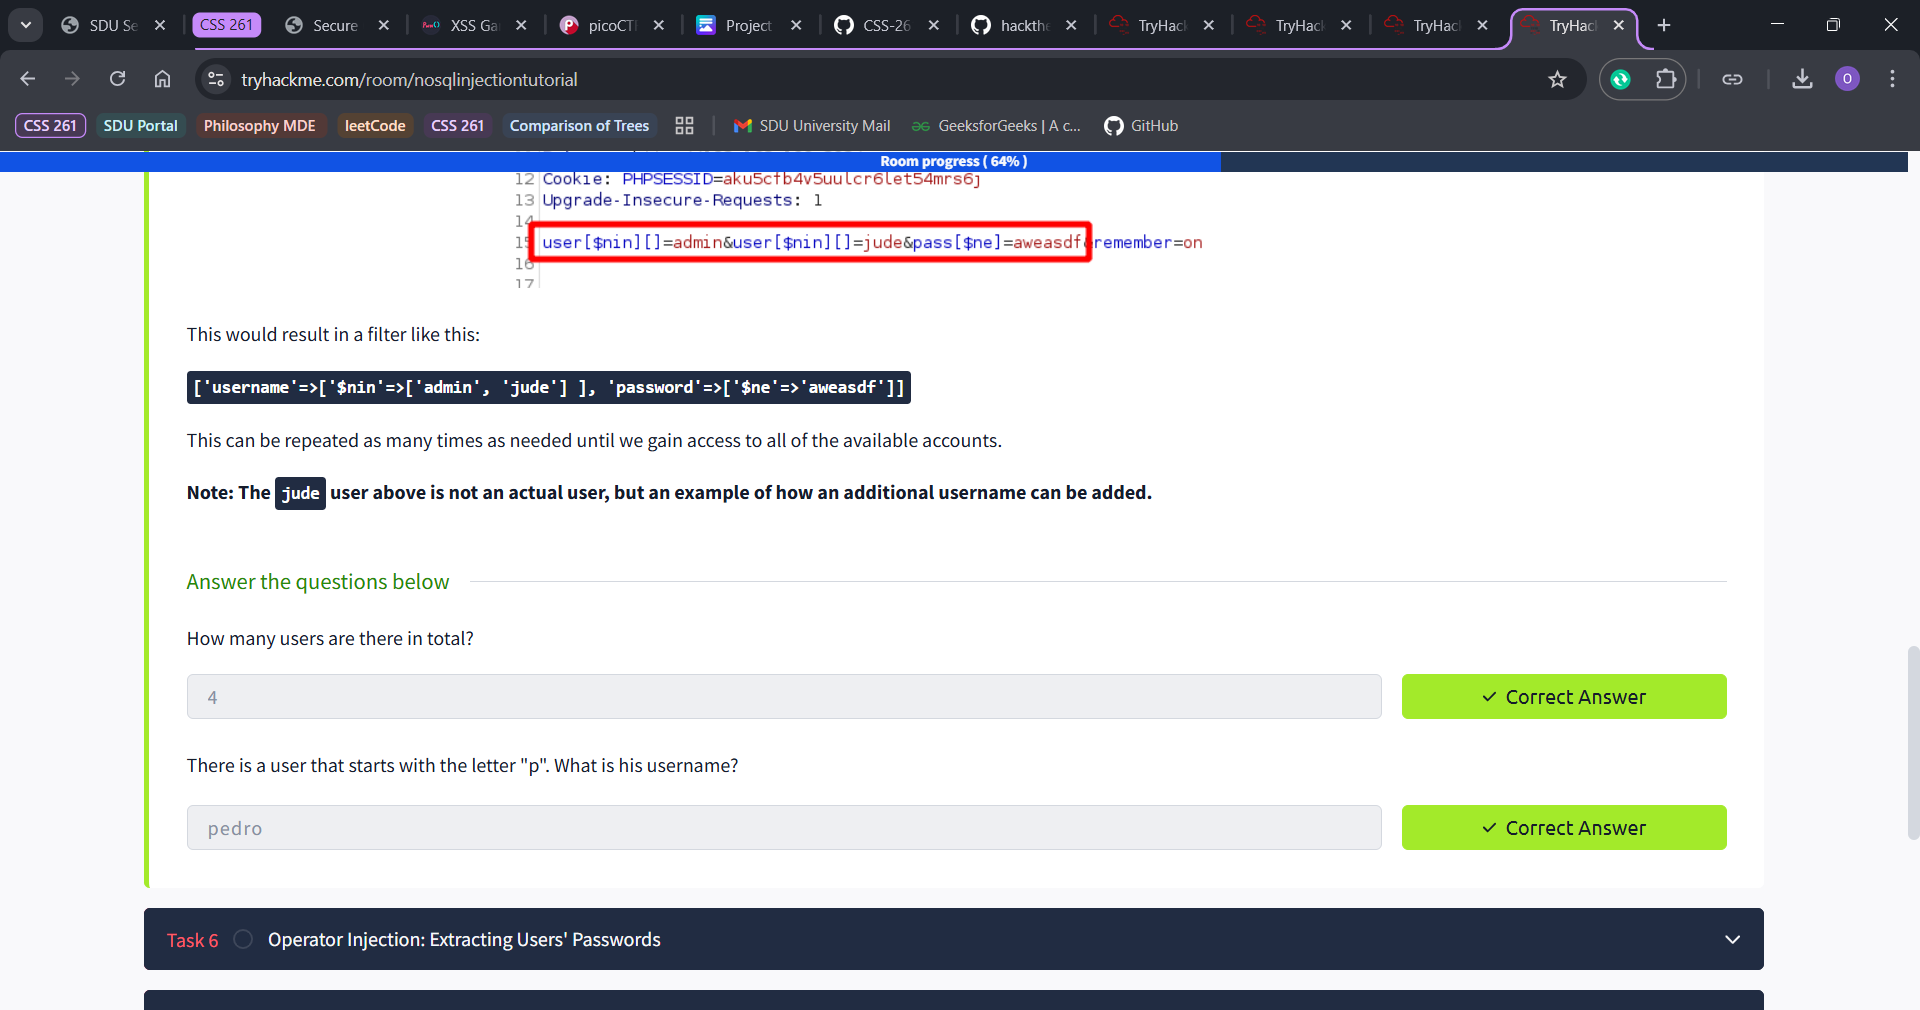 SDU Se
CSS 261
Secure
XSS Ga
picoCTI
Project
CSS-26
hackthe
TryHack
TryHack
TryHack
TryHack
tryhackme.com/room/nosqlinjectiontutorial
O
CSS 261
SDU Portal
Philosophy MDE
leetCode
CSS 261
Comparison of Trees
SDU University Mail
GeeksforGeeks | A c...
GitHub
Room progress ( 64% )
12 Cookie: PHPSESSID=aku5cfb4v5uulcr6let54mrs6j
13 Upgrade-Insecure-Requests: 1
14
15 user[$nin][]=admin&user[$nin][]=jude&pass[$ne]=aweasdf&remember=on
16
17
This would result in a filter like this:
['username'=>['$nin'=>['admin', 'jude'] ], 'password'=>['$ne'=>'aweasdf']]
This can be repeated as many times as needed until we gain access to all of the available accounts.
Note: The jude user above is not an actual user, but an example of how an additional username can be added.
Answer the questions below
How many users are there in total?
4
Correct Answer
There is a user that starts with the letter "p". What is his username?
pedro
Correct Answer
Task 6
Operator Injection: Extracting Users' Passwords